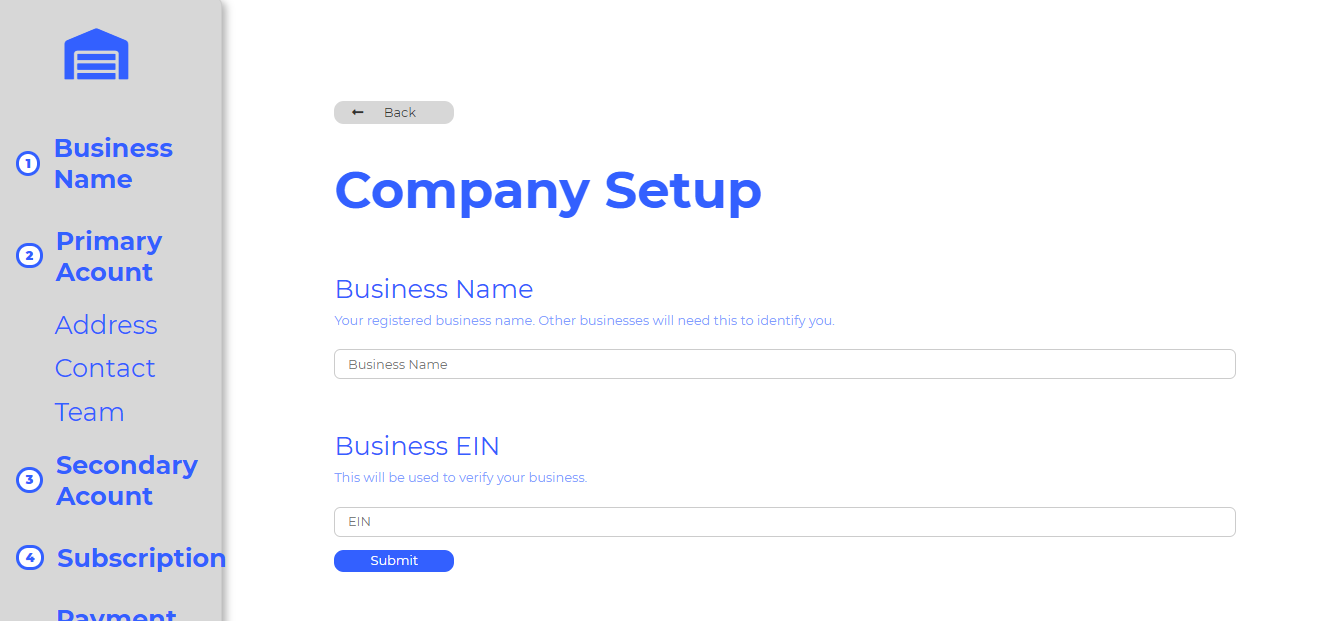 1
Business
Name
2
Primary
Acount
Address
Contact
Team
3
Secondary
Acount
4
Subscription
Payment
Back
Company Setup
Business Name
Your registered business name. Other businesses will need this to identify you.
Business Name
Business EIN
This will be used to verify your business.
EIN
Submit